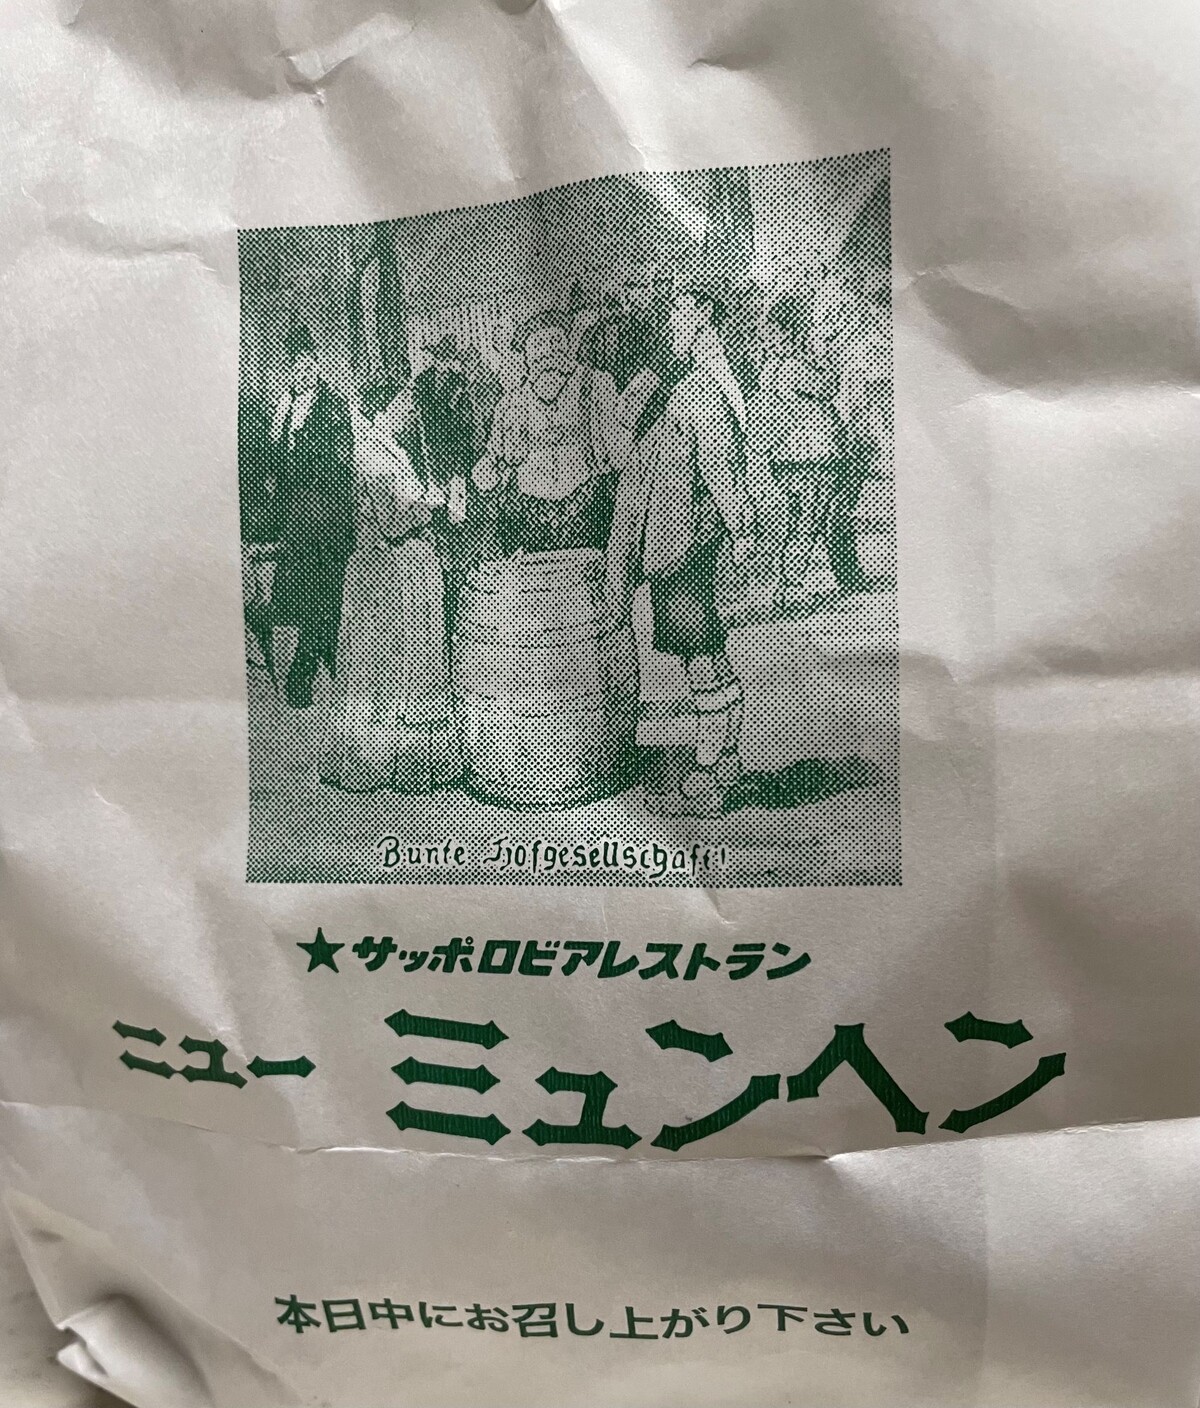 Bunte Hofgesellschaft!
★サッポロビアレストラン
ニューミュンヘン
本日中にお召し上がり下さい